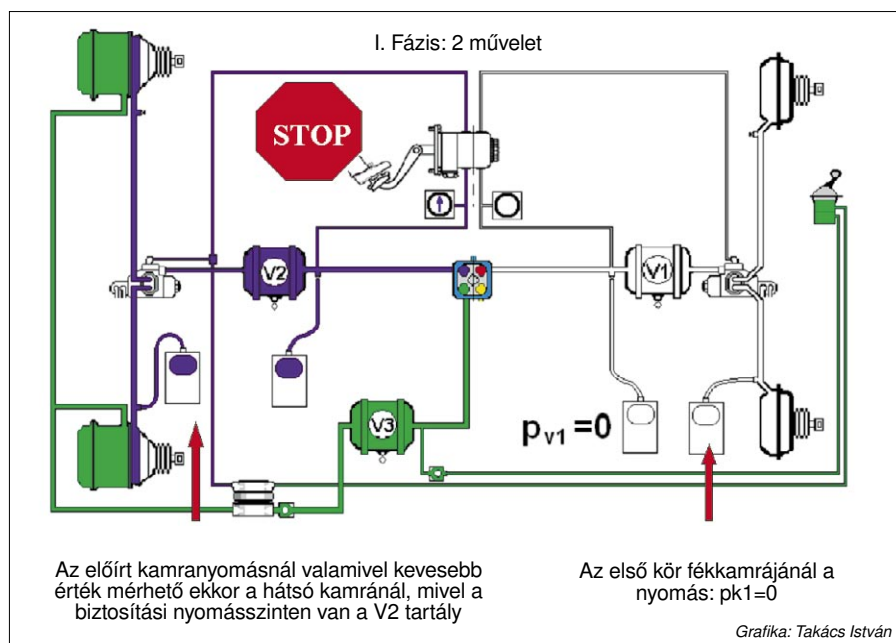 I. Fázis: 2 művelet
STOP
V2
V1
V3
pv1=0
Az előírt kamranyomásnál valamivel kevesebb
érték mérhető ekkor a hátsó kamránál, mivel a
biztosítási nyomásszinten van a V2 tartály
Az első kör fékkamrájánál a
nyomás: pk1=0
Grafika: Takács István